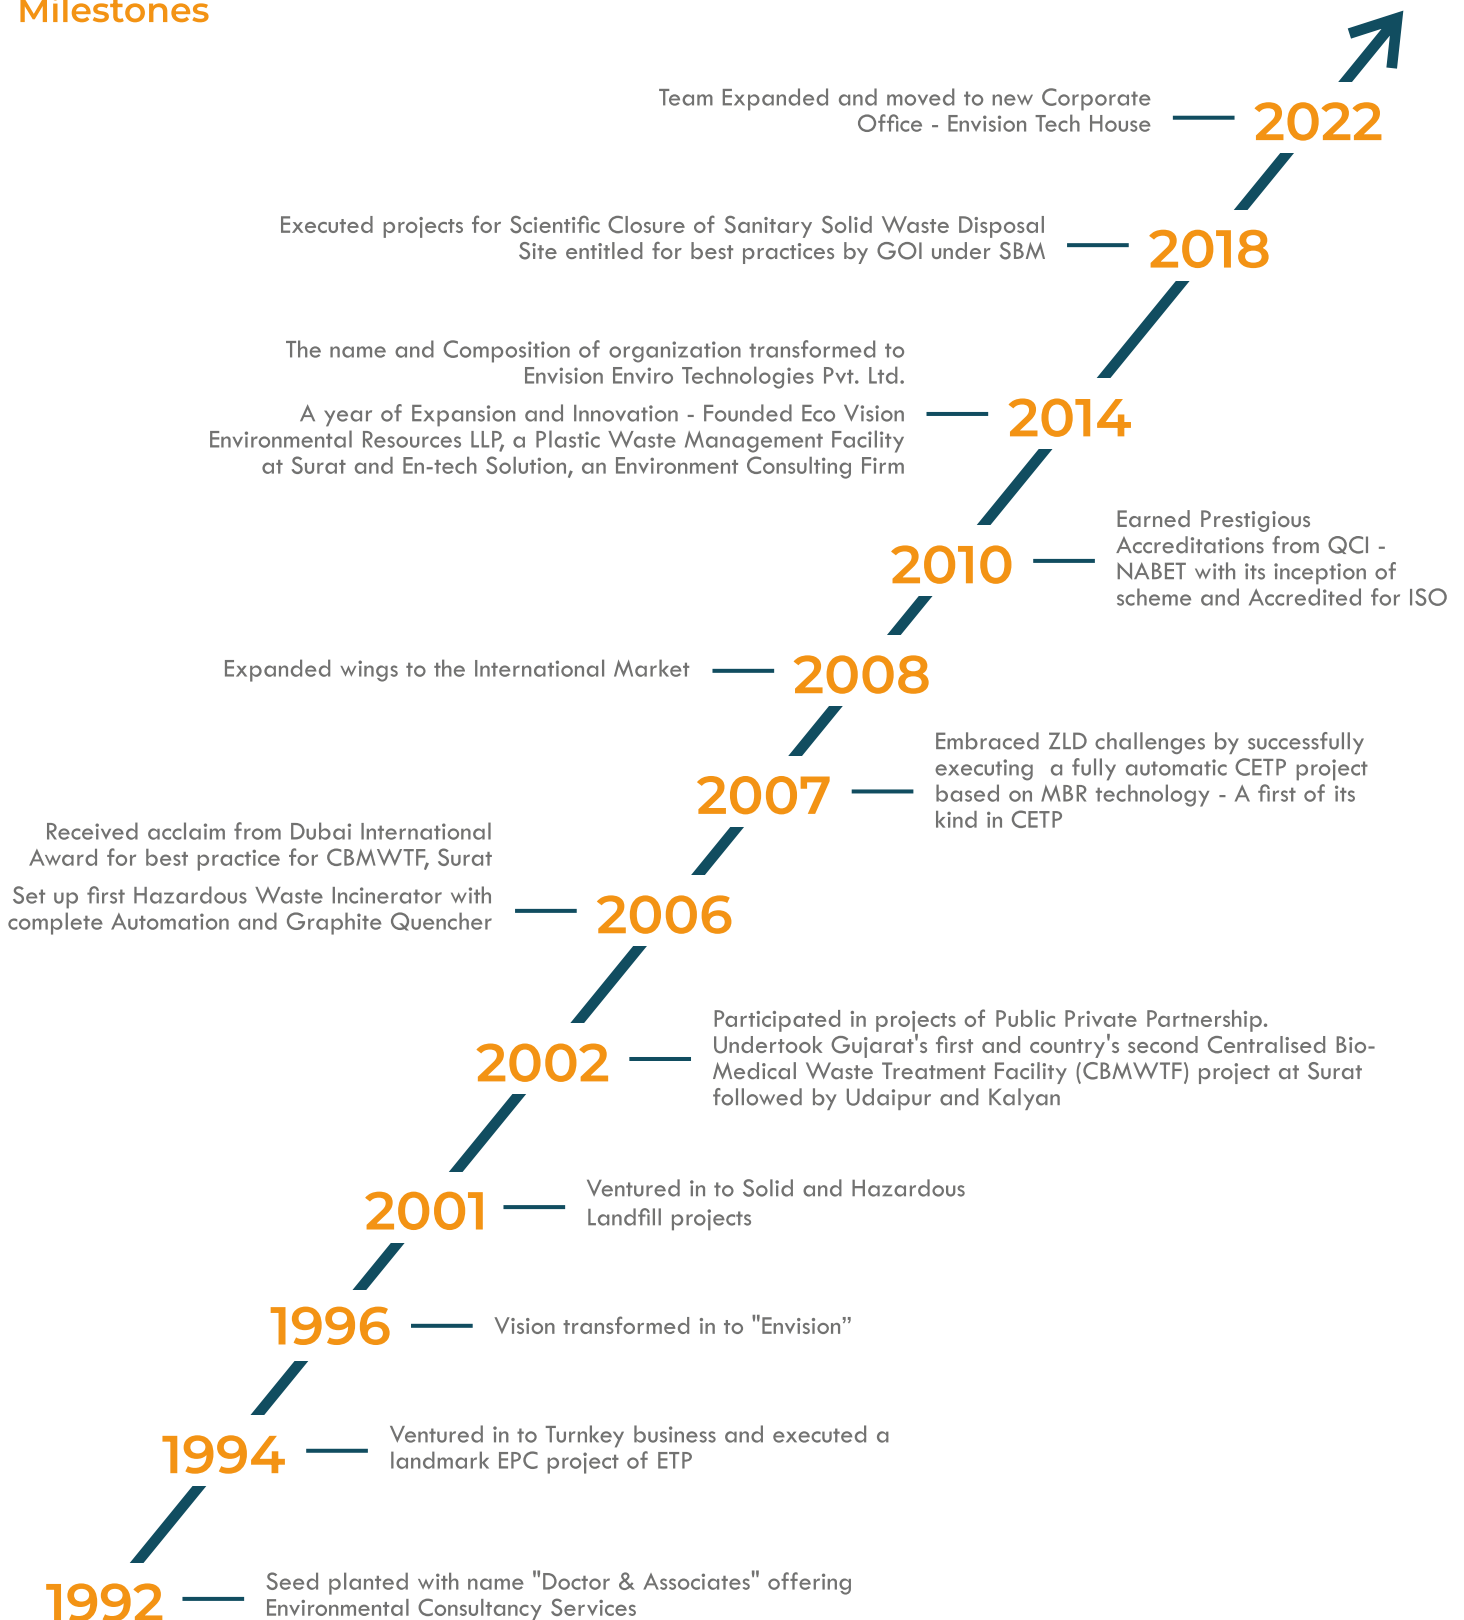 Milestones
Team Expanded and moved to new Corporate
Office - Envision Tech House
2022
Executed projects for Scientific Closure of Sanitary Solid Waste Disposal
Site entitled for best practices by GOI under SBM
2018
The name and Composition of organization transformed to
Envision Enviro Technologies Pvt. Ltd.
A year of Expansion and Innovation - Founded Eco Vision
Environmental Resources LLP, a Plastic Waste Management Facility
at Surat and En-tech Solution, an Environment Consulting Firm
2014
2010
Earned Prestigious
Accreditations from QCI -
NABET with its inception of
scheme and Accredited for ISO
Expanded wings to the International Market
2008
2007
Embraced ZLD challenges by successfully
executing  a fully automatic CETP project
based on MBR technology - A first of its
kind in CETP
Received acclaim from Dubai International
Award for best practice for CBMWTF, Surat
Set up first Hazardous Waste Incinerator with
complete Automation and Graphite Quencher
2006
2002
Participated in projects of Public Private Partnership.
Undertook Gujarat's first and country's second Centralised Bio-
Medical Waste Treatment Facility (CBMWTF) project at Surat
followed by Udaipur and Kalyan
2001
Ventured in to Solid and Hazardous
Landfill projects
1996
Vision transformed in to "Envision”
1994
Ventured in to Turnkey business and executed a
landmark EPC project of ETP
1992
Seed planted with name "Doctor & Associates" offering
Environmental Consultancy Services